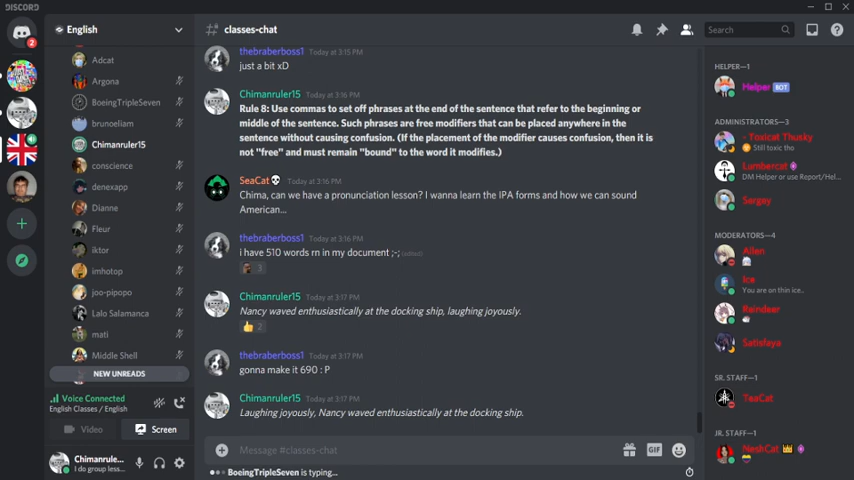 DISCORD
English
classes-chat
Search
Adcat
Argona
BoeingTripleSeven
brunoeliam
Chimanruler15
conscience
denexapp
Dianne
Fleur
iktor
imhotop
joo-pipopo
Lalo Salamanca
mati
Middle Shell
NEW UNREADS
Voice Connected
English Classes / English
Video
Screen
Chimanrule...
I do group less...
2
thebraberboss1 Today at 3:15 PM
just a bit xD
Chimanruler15 Today at 3:16 PM
Rule 8: Use commas to set off phrases at the end of the sentence that refer to the beginning or
middle of the sentence. Such phrases are free modifiers that can be placed anywhere in the
sentence without causing confusion. (If the placement of the modifier causes confusion, then it is
not "free" and must remain "bound" to the word it modifies.)
SeaCat Today at 3:16 PM
Chima, can we have a pronunciation lesson? I wanna learn the IPA forms and how we can sound
American...
thebraberboss1 Today at 3:16 PM
i have 510 words rn in my document ;-; (edited)
3
Chimanruler15 Today at 3:17 PM
Nancy waved enthusiastically at the docking ship, laughing joyously.
2
thebraberboss1 Today at 3:17 PM
gonna make it 690 : P
Chimanruler15 Today at 3:17 PM
Laughing joyously, Nancy waved enthusiastically at the docking ship.
Message #classes-chat
GIF
BoeingTripleSeven is typing...
HELPER—1
Helper BOT
ADMINISTRATORS—3
- Toxicat Thusky
Still toxic tho
Lambercat
DM Helper or use Report/Hel...
Sergey
MODERATORS—4
Allen
Ice
You are on thin ice..
Reindeer
Satisfaya
SR. STAFF—1
TeaCat
JR. STAFF—1
NeshCat